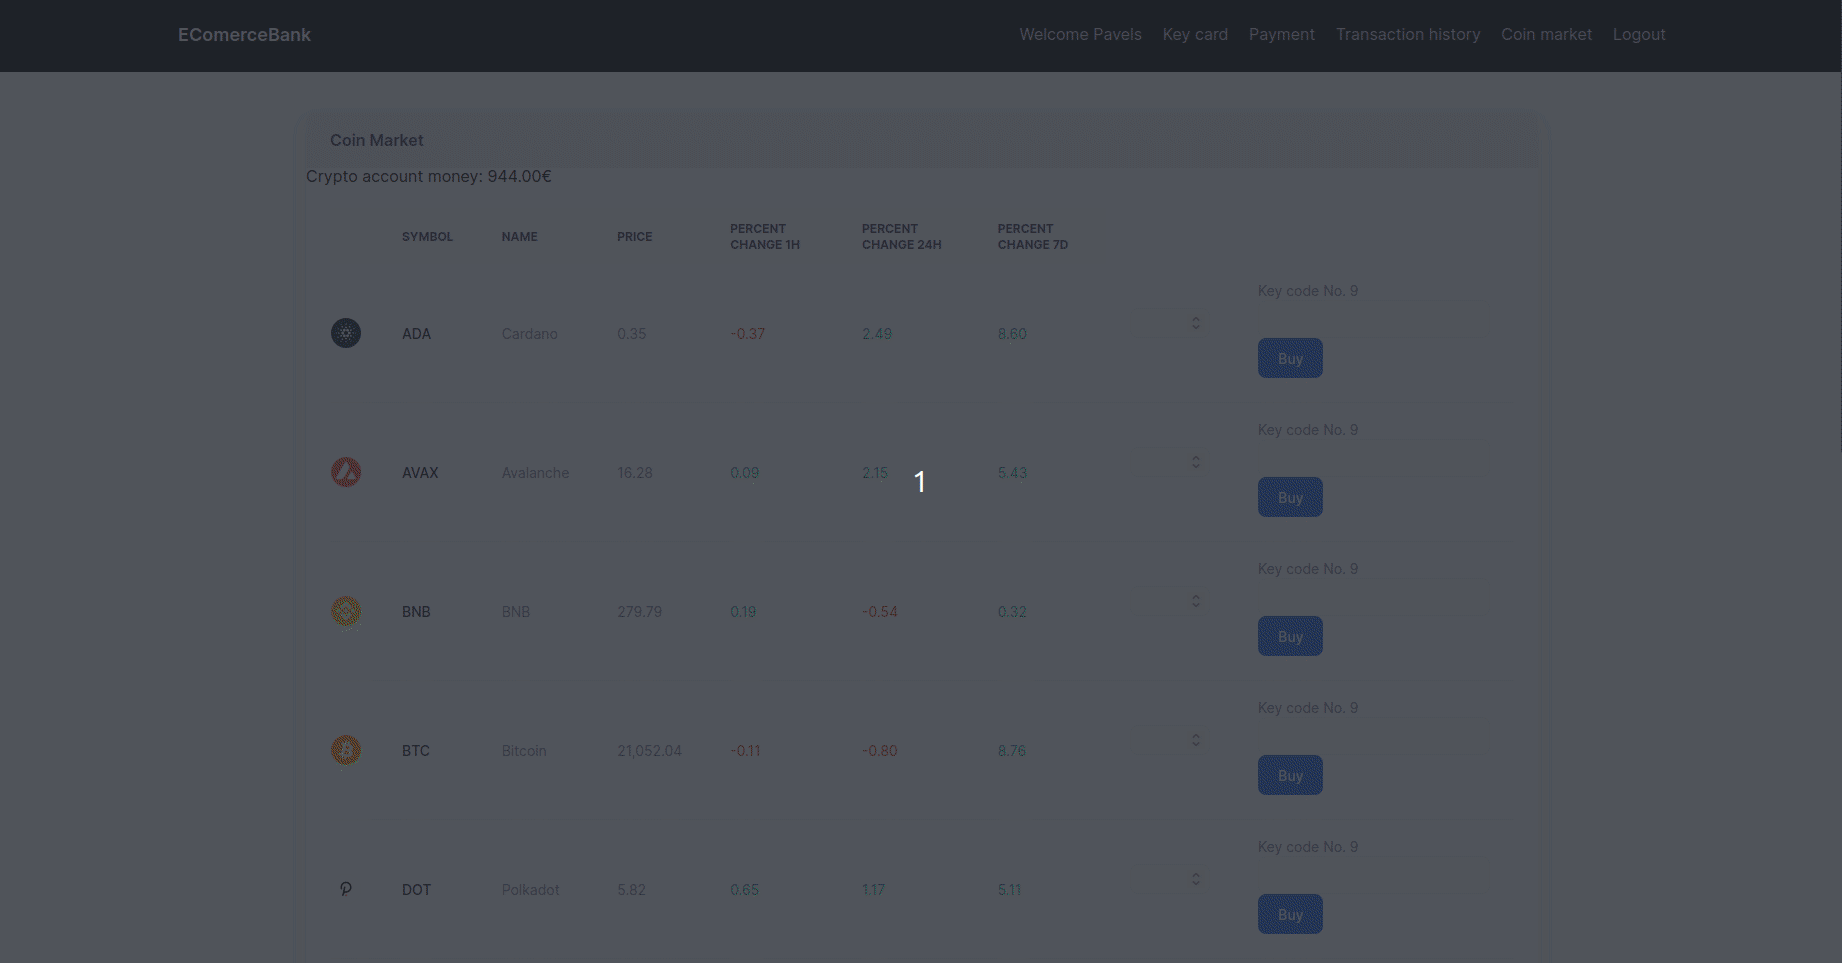 EComerceBank
Welcome Pavels Key card Payment Transaction history Coin market Logout
Coin Market
Crypto account money: 944.00€
SYMBOL NAME PRICE PERCENT CHANGE 1H PERCENT CHANGE 24H PERCENT CHANGE 7D
Key code No. 9
ADA Cardano 0.35 -0.37 2.49 8.60
Buy
Key code No. 9
AVAX Avalanche 16.28 0.09 2.15 5.43
1
Buy
Key code No. 9
BNB BNB 279.79 0.19 -0.54 0.32
Buy
Key code No. 9
BTC Bitcoin 21,052.04 -0.11 -0.80 8.76
Buy
Key code No. 9
DOT Polkadot 5.82 0.65 1.17 5.11
Buy